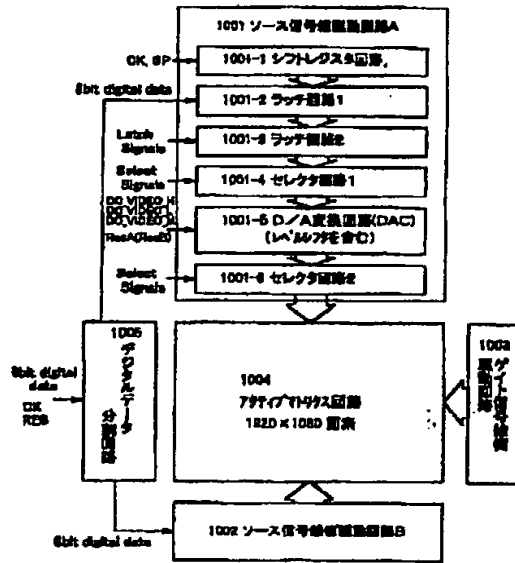 1001 ソース信号線駆動回路A
CK, SP
1001-1 シフトレジスタ回路
8bit digital data
1001-2 ラッチ回路1
Latch
Signals
1001-3 ラッチ回路2
Select
Signals
1001-4 セレクタ回路1
DC_VIDEO_H
DC_VIDEO_L
1001-5 D/A変換回路(DAC)
(レベルシフタを含む)
Select
Signals
1001-6 セレクタ回路2
1005
デジタルデータ
分割回路
8bit digital data
CK
RES
1004
アクティブマトリクス回路
1920×1080 画素
1003
ゲイト信号線側
駆動回路
8bit digital data
1002 ソース信号線側駆動回路B